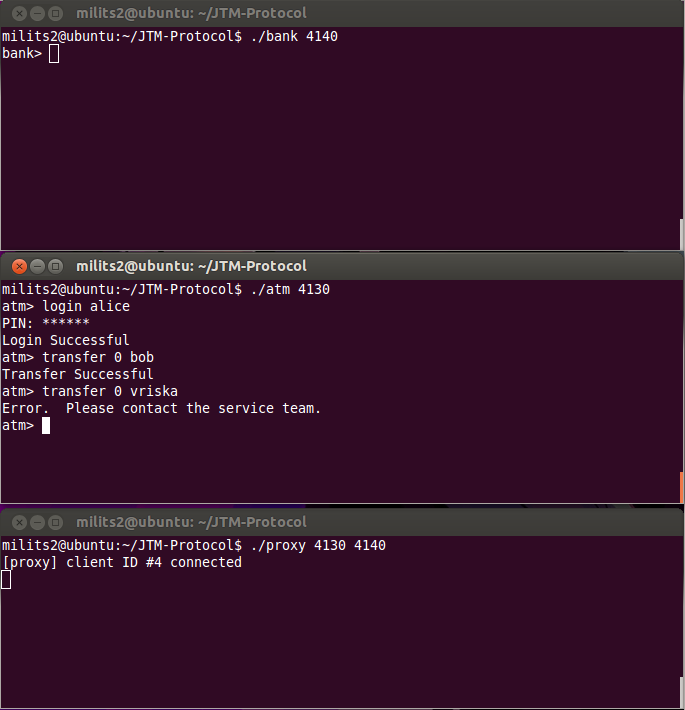 milits2@ubuntu: ~/JTM-Protocol
milits2@ubuntu:~/JTM-Protocol$ ./bank 4140
bank>
milits2@ubuntu: ~/JTM-Protocol
milits2@ubuntu:~/JTM-Protocol$ ./atm 4130
atm> login alice
PIN: ******
Login Successful
atm> transfer 0 bob
Transfer Successful
atm> transfer 0 vriska
Error.  Please contact the service team.
atm>
milits2@ubuntu: ~/JTM-Protocol
milits2@ubuntu:~/JTM-Protocol$ ./proxy 4130 4140
[proxy] client ID #4 connected